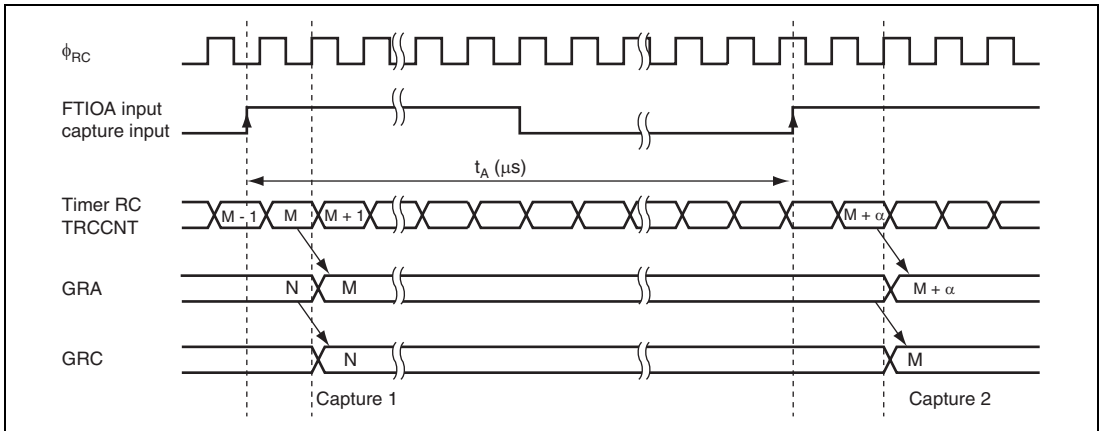 ϕRC
FTIOA input
capture input
tA (μs)
Timer RC
TRCCNT
M - 1 M M + 1 M + α
GRA
N M M + α
GRC
N M
Capture 1 Capture 2